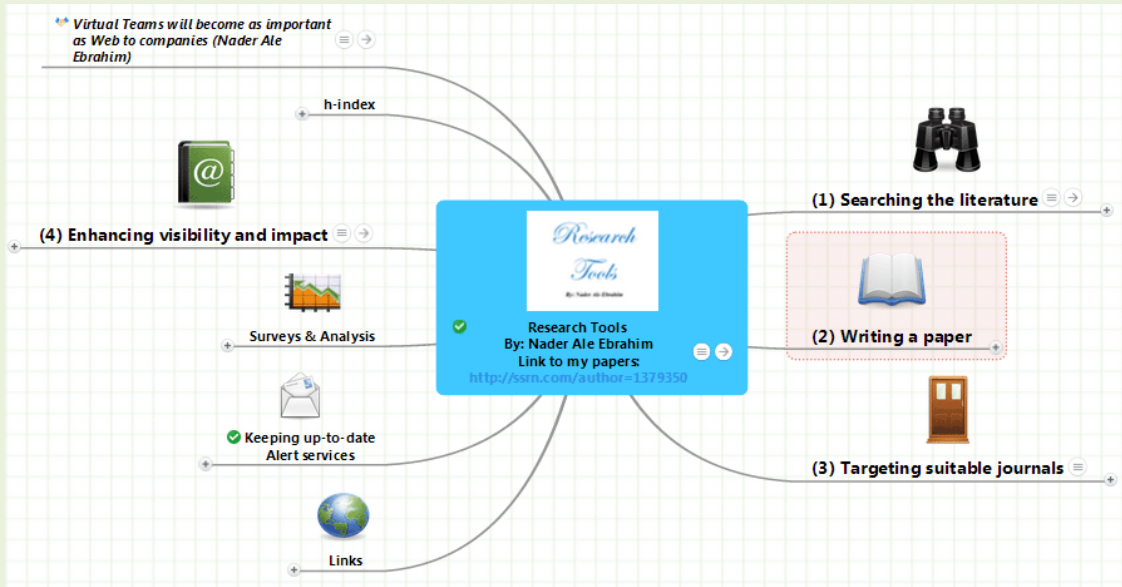 Virtual Teams will become as important
as Web to companies (Nader Ale
Ebrahim)
h-index
@
(4) Enhancing visibility and impact
Surveys & Analysis
Keeping up-to-date
Alert services
Links
Research
Tools
By: Nader Ale Ebrahim
Research Tools
By: Nader Ale Ebrahim
Link to my papers:
http://ssrn.com/author=1379350
(1) Searching the literature
(2) Writing a paper
(3) Targeting suitable journals